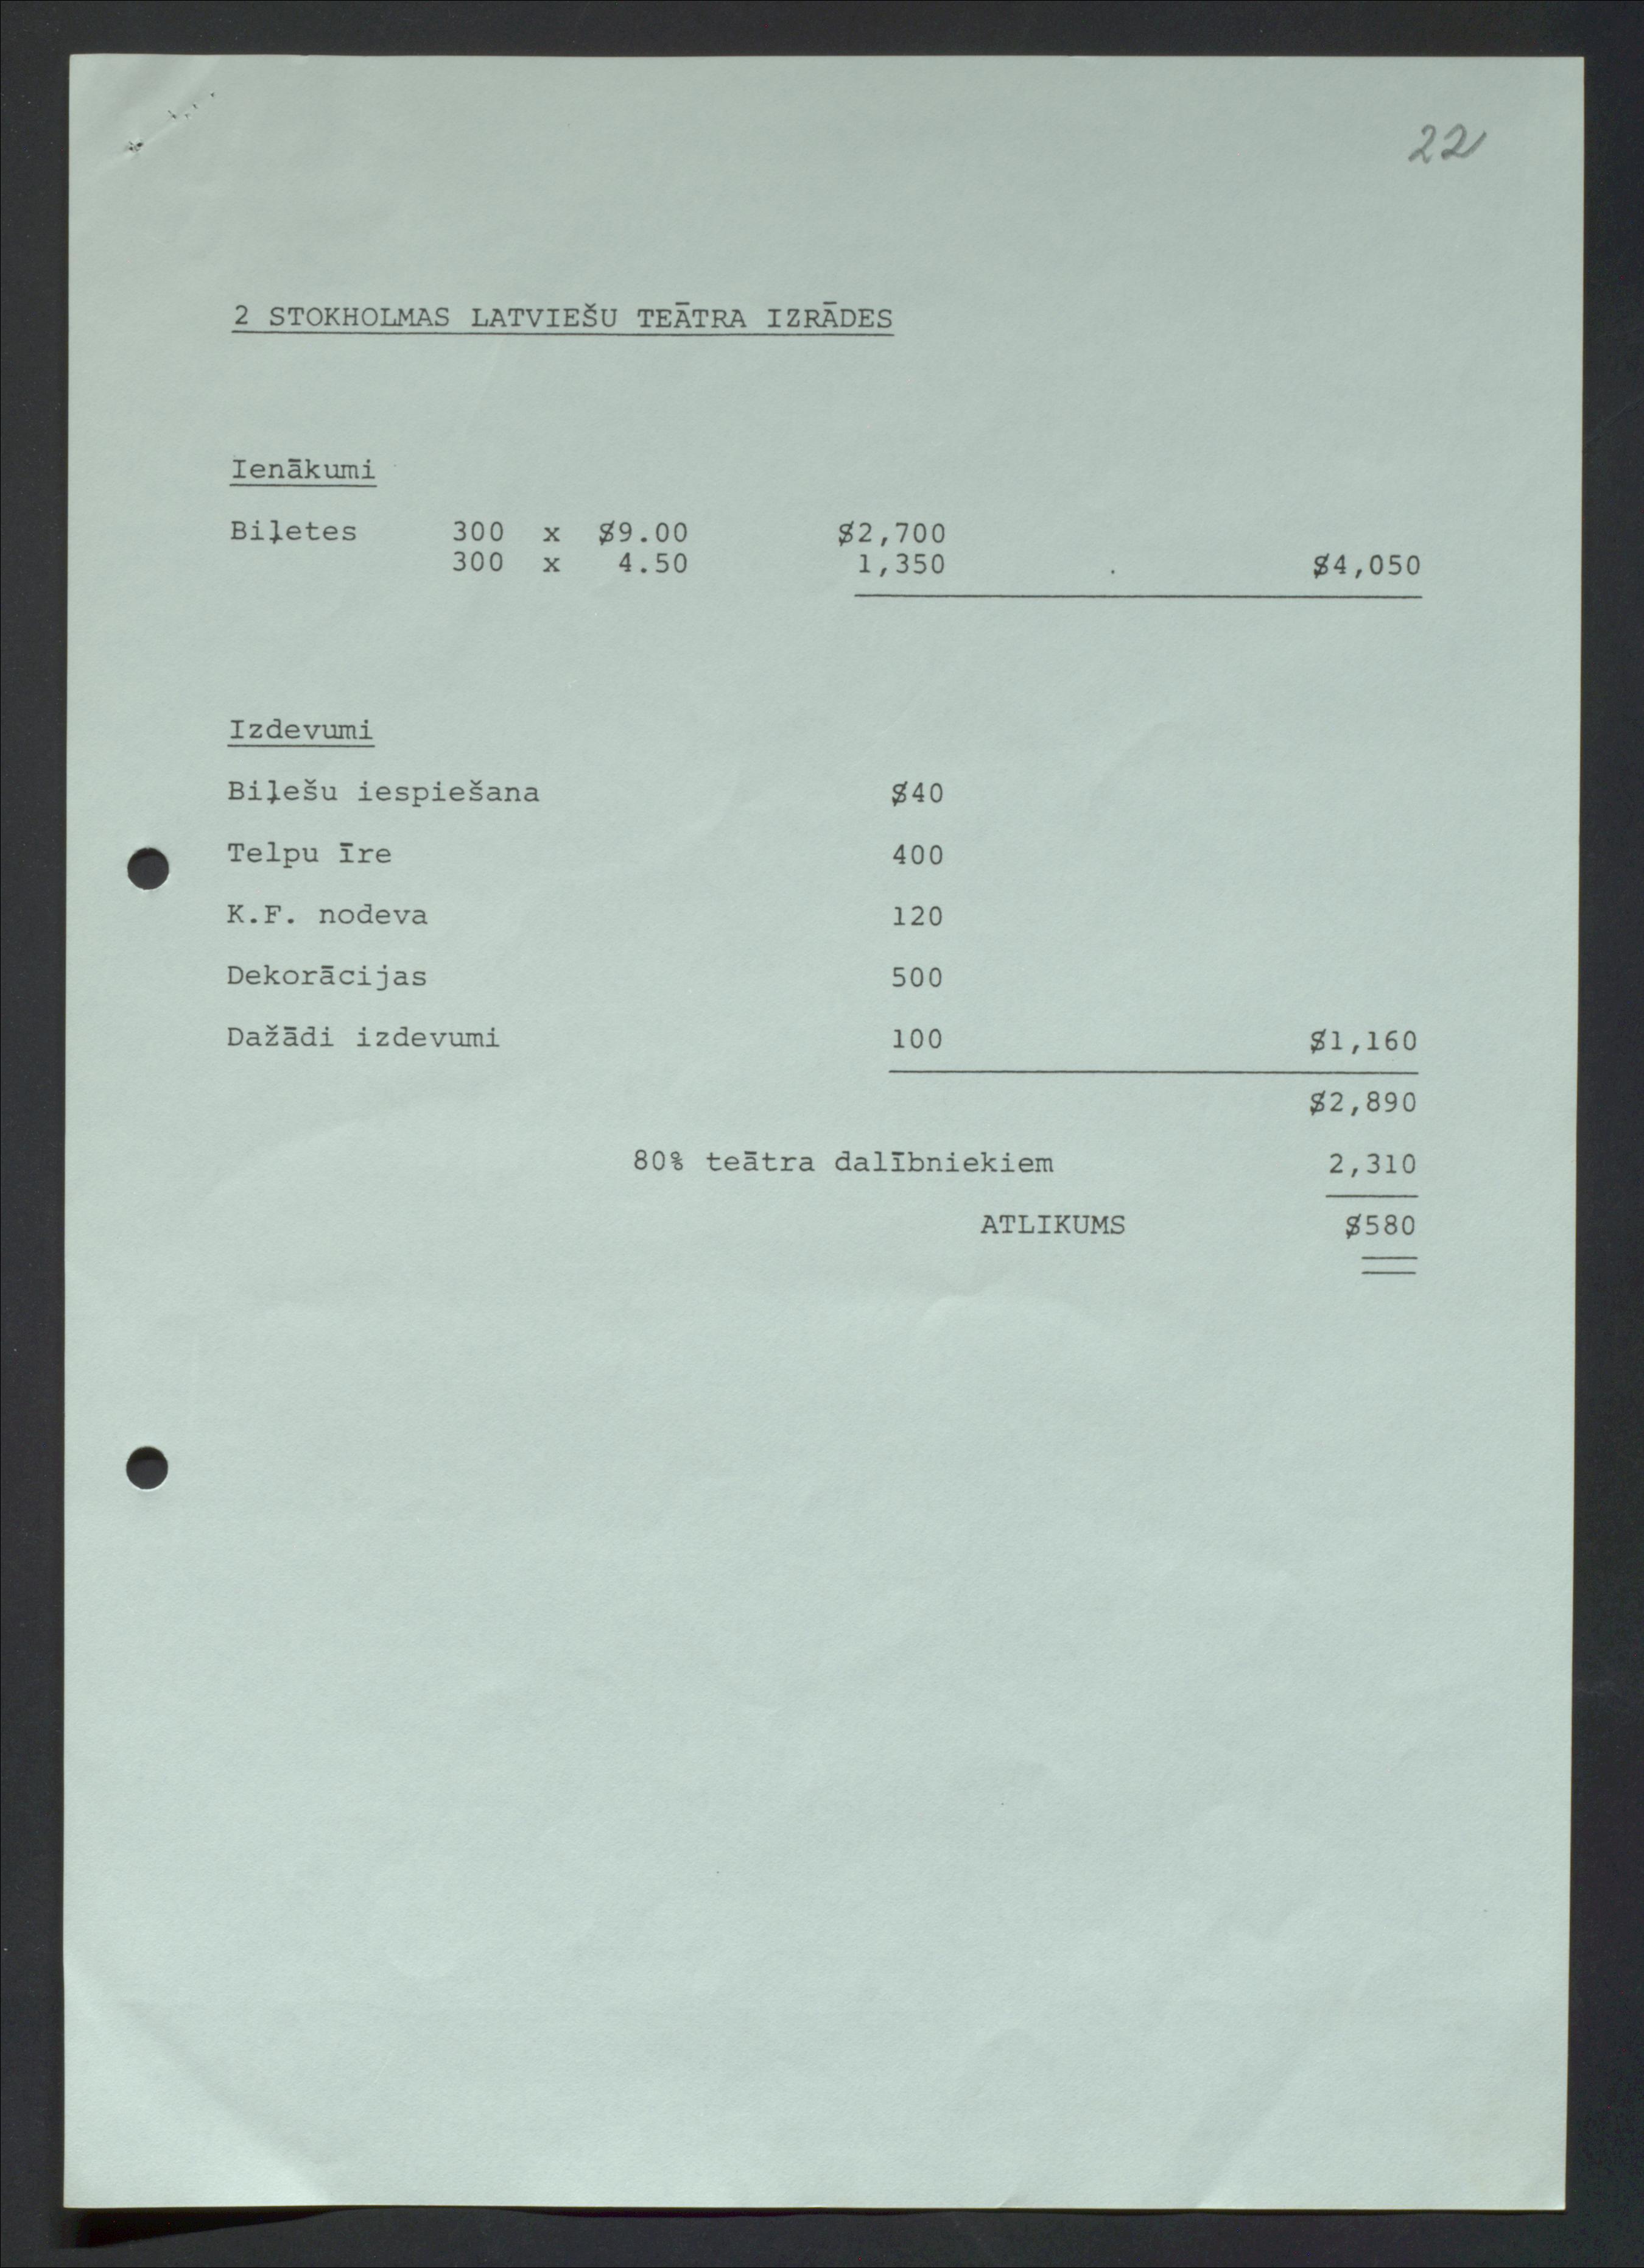 22
2 STOKHOLMAS LATVIEŠU TEĀTRA IZRĀDES
Ienākumi
Biļetes 300 x $9.00 $2,700
300 x 4.50 1,350 $4,050
Izdevumi
Biļešu iespiešana $40
Telpu īre 400
K.F. nodeva 120
Dekorācijas 500
Dažādi izdevumi 100 $1,160
$2,890
80% teātra dalībniekiem 2,310
ATLIKUMS $580